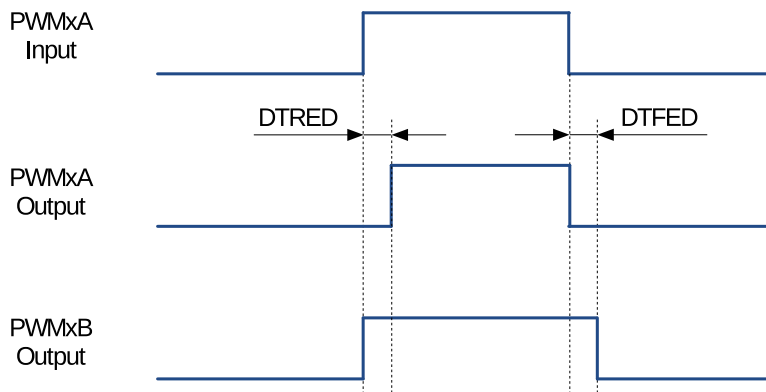 PWMxA
Input
DTRED
DTFED
PWMxA
Output
PWMxB
Output